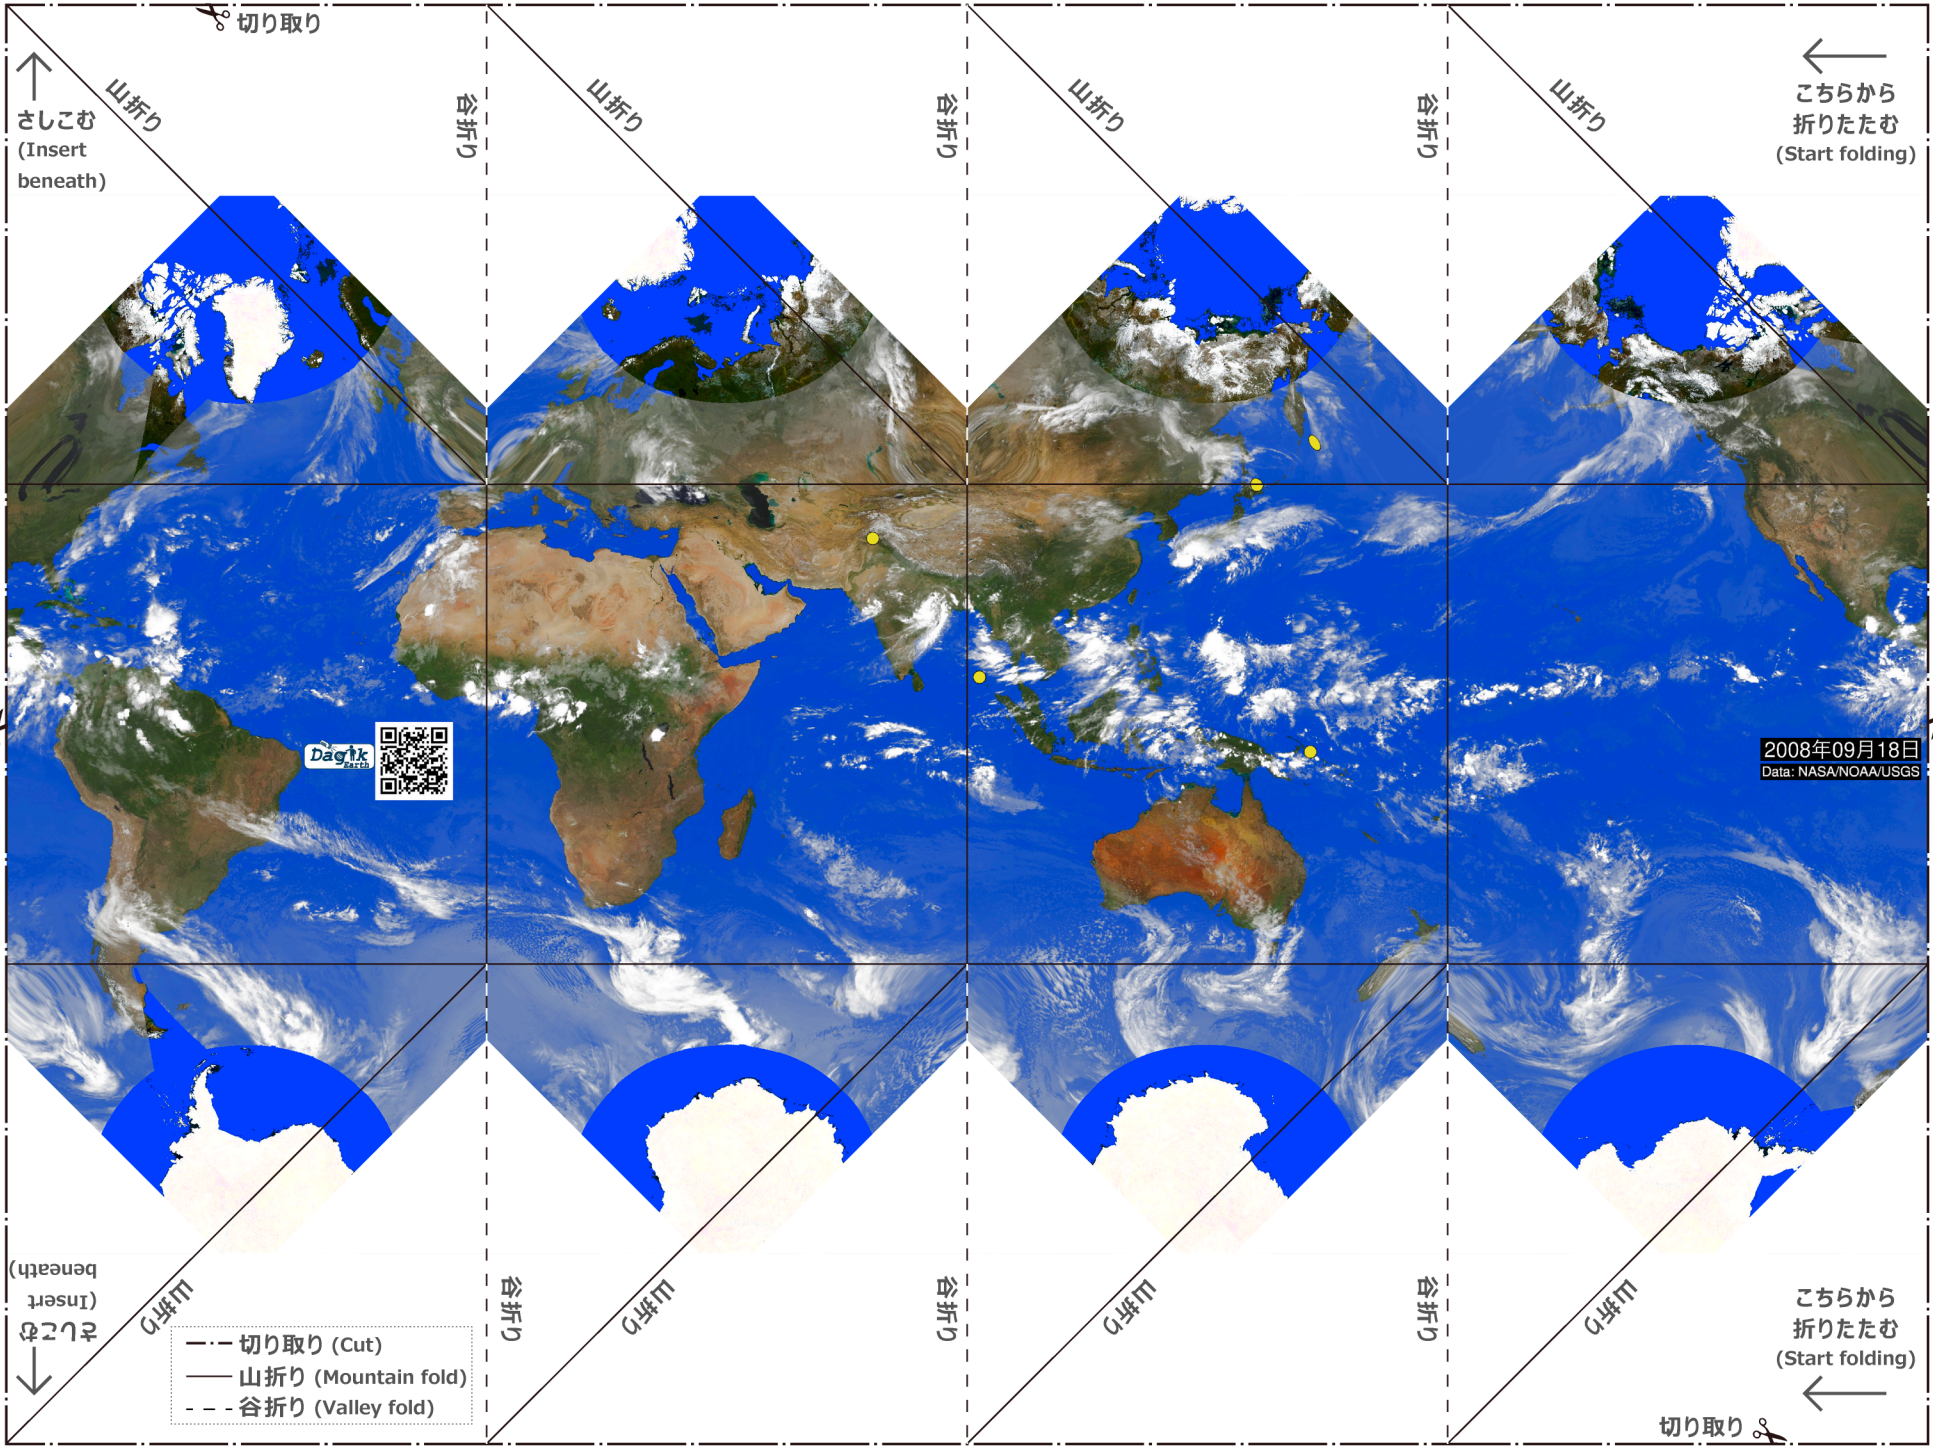 切り取り
山折り
谷折り
山折り
谷折り
山折り
谷折り
山折り
さしこむ
(Insert
beneath)
こちらから
折りたたむ
(Start folding)
Dagik
Earth
2008年09月18日
Data: NASA/NOAA/USGS
さしこむ
(Insert
beneath)
山折り
谷折り
山折り
谷折り
山折り
谷折り
山折り
こちらから
折りたたむ
(Start folding)
切り取り (Cut)
山折り (Mountain fold)
谷折り (Valley fold)
切り取り